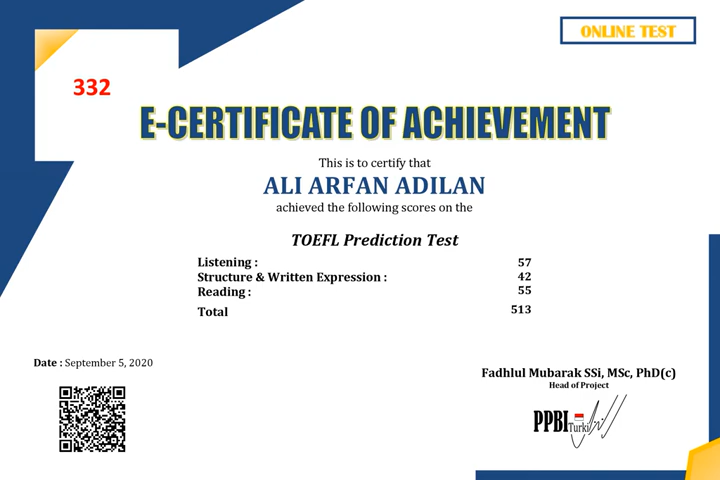 ONLINE TEST
332
E-CERTIFICATE OF ACHIEVEMENT
This is to certify that
ALI ARFAN ADILAN
achieved the following scores on the
TOEFL Prediction Test
Listening : 57
Structure & Written Expression : 42
Reading : 55
Total 513
Date : September 5, 2020
Fadhlul Mubarak SSi, MSc, PhD(c)
Head of Project
PPBI Turki